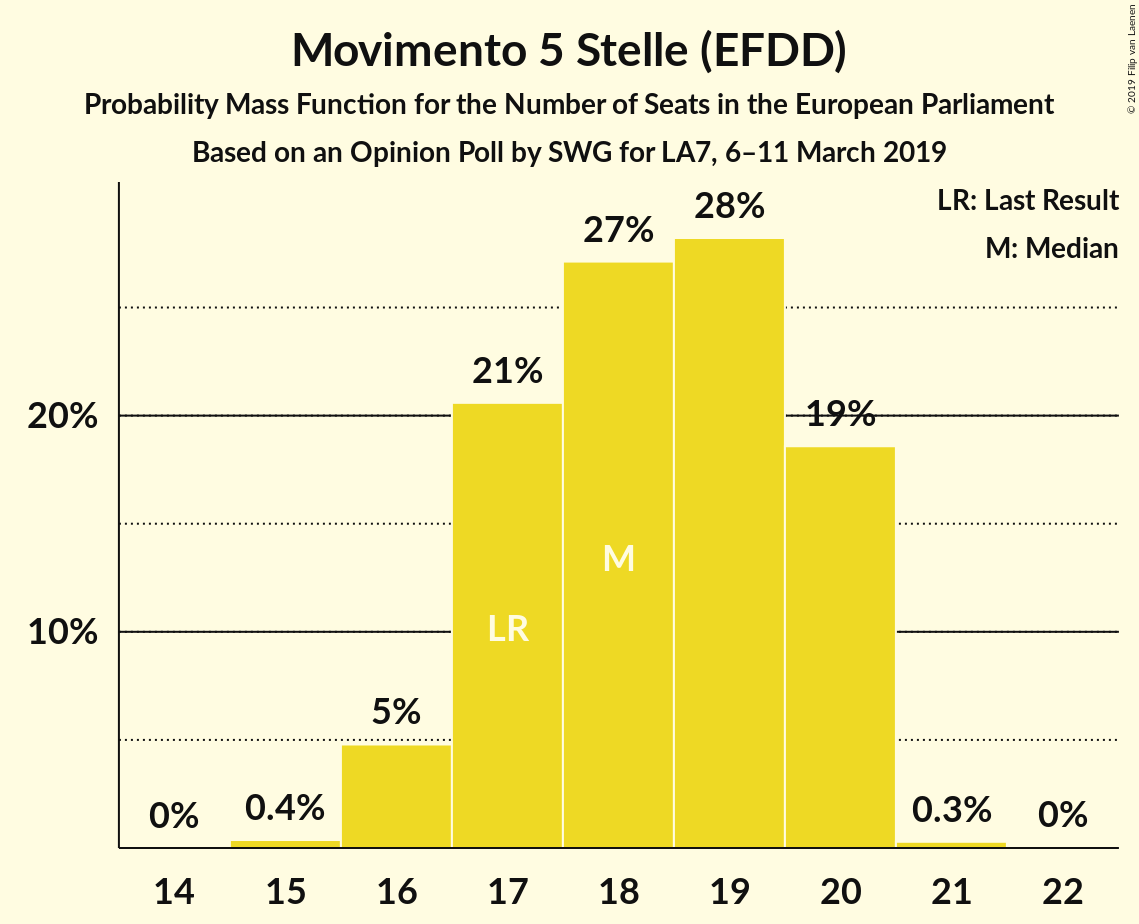 Movimento 5 Stelle (EFDD)
Probability Mass Function for the Number of Seats in the European Parliament
Based on an Opinion Poll by SWG for LA7, 6–11 March 2019
© 2019 Filip van Laenen
LR: Last Result
M: Median
28%
27%
21%
20%
19%
M
LR
10%
5%
0%
0.4%
0.3%
0%
14 15 16 17 18 19 20 21 22